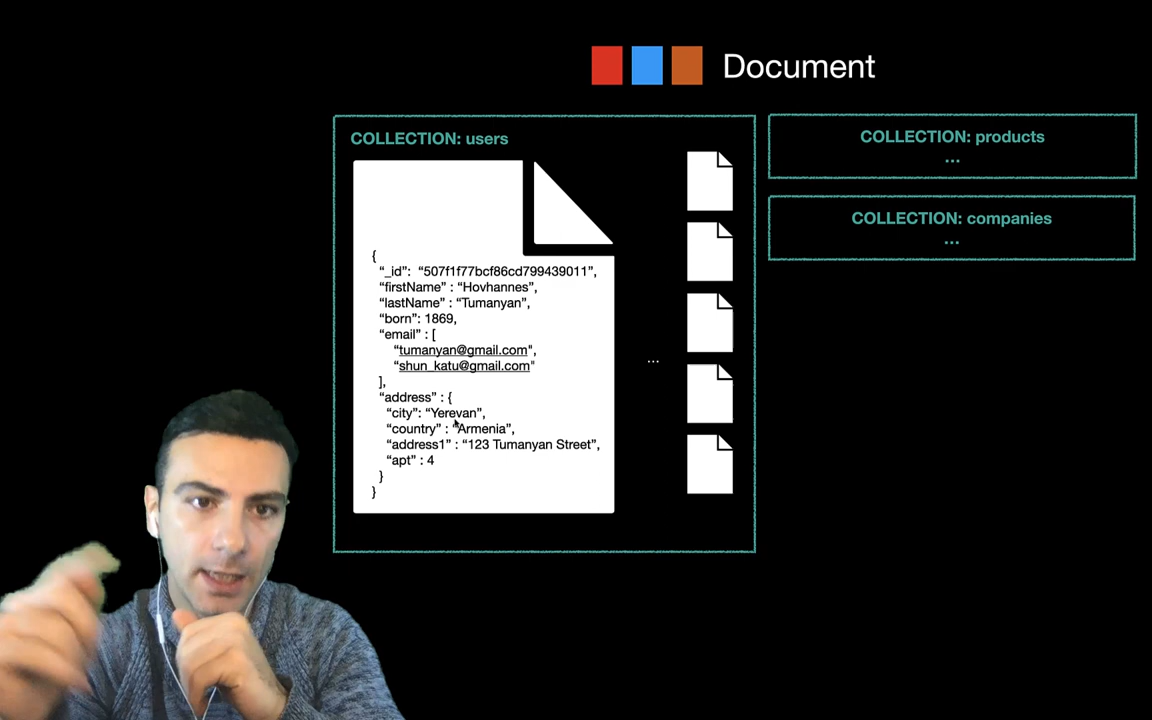 Document
COLLECTION: users
{
“_id”: “507f1f77bcf86cd799439011”,
“firstName” : “Hovhannes”,
“lastName” : “Tumanyan”,
“born”: 1869,
“email” : [
“tumanyan@gmail.com",
“shun_katu@gmail.com"
],
“address” : {
“city”: “Yerevan”,
“country” : “Armenia”,
“address1” : “123 Tumanyan Street”,
“apt” : 4
}
}
...
COLLECTION: products
...
COLLECTION: companies
...